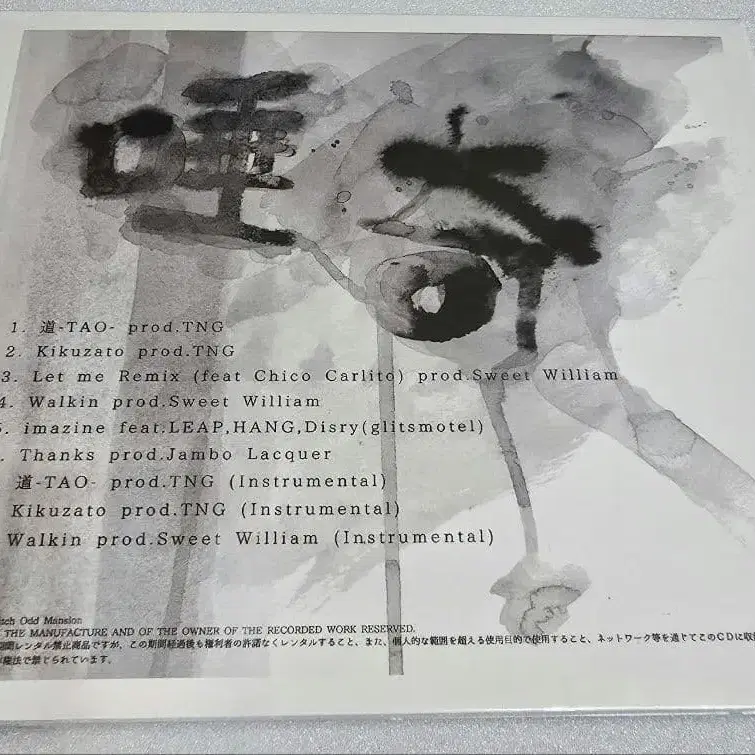 唾奇
1. 道-TAO- prod.TNG
2. Kikuzato prod.TNG
3. Let me Remix (feat Chico Carlito) prod.Sweet William
4. Walkin prod.Sweet William
. imazine feat.LEAP,HANG,Disry(glitsmotel)
. Thanks prod.Jambo Lacquer
道-TAO- prod.TNG (Instrumental)
Kikuzato prod.TNG (Instrumental)
Walkin prod.Sweet William (Instrumental)
tch Odd Mansion
THE MANUFACTURE AND OF THE OWNER OF THE RECORDED WORK RESERVED.
期間レンタル禁止商品ですが、この期間経過後も権利者の許諾なくレンタルすること、また、個人的な範囲を超える使用目的で使用すること、ネットワーク等を通じてこのCDに収
権法で禁じられています。